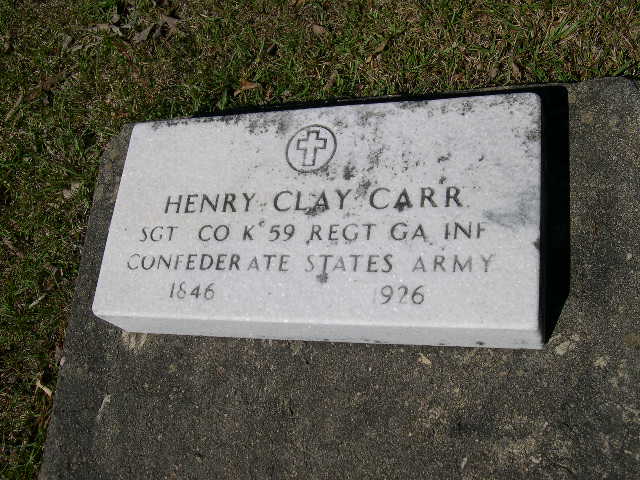 HENRY CLAY CARR
SGT CO K 59 REGT GA INF
CONFEDERATE STATES ARMY
1846 1926